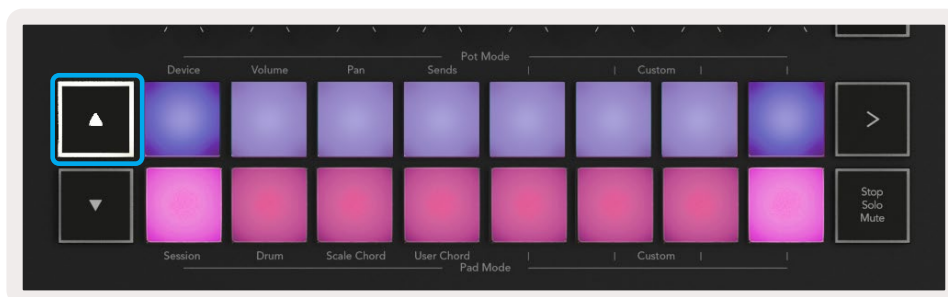 Pot Mode
Device Volume Pan Sends Custom
>
Stop
Solo
Mute
Session Drum Scale Chord User Chord Custom
Pad Mode